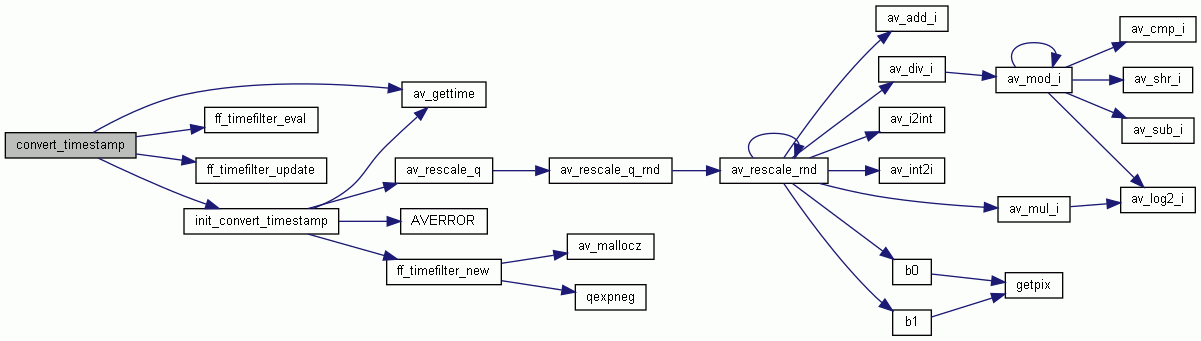 convert_timestamp
av_gettime
ff_timefilter_eval
ff_timefilter_update
init_convert_timestamp
av_rescale_q
AVERROR
ff_timefilter_new
av_rescale_q_rnd
av_mallocz
qexpneg
av_rescale_rnd
av_add_i
av_div_i
av_i2int
av_int2i
av_mul_i
b0
b1
av_mod_i
getpix
av_cmp_i
av_shr_i
av_sub_i
av_log2_i